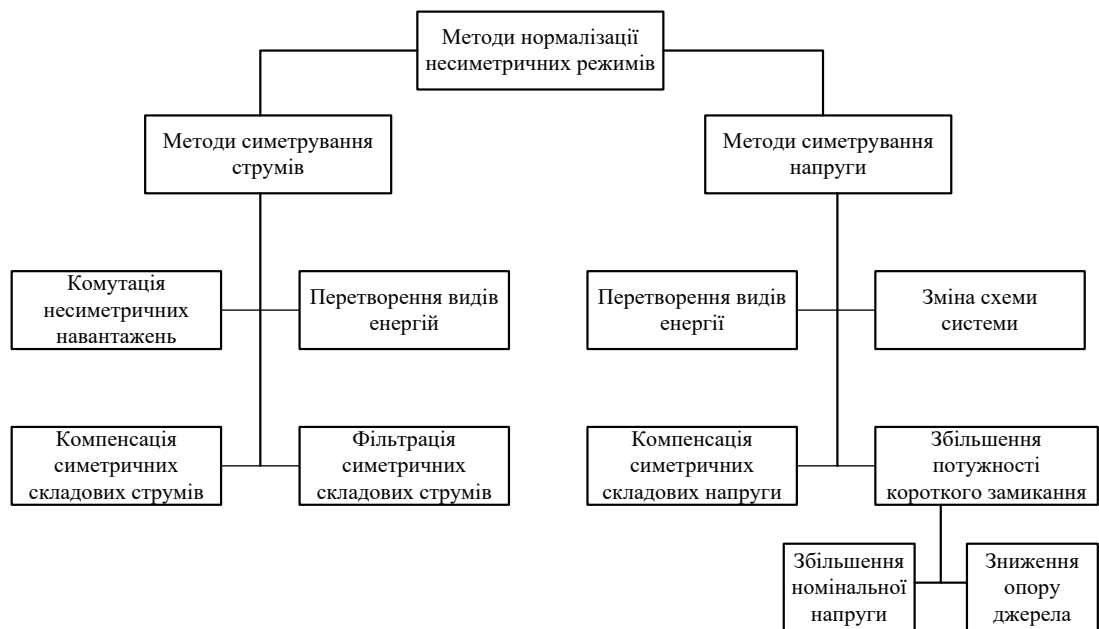 Методи нормалізації
несиметричних режимів
Методи симетрування
струмів
Методи симетрування
напруги
Комутація
несиметричних
навантажень
Перетворення видів
енергій
Перетворення видів
енергії
Зміна схеми
системи
Компенсація
симетричних
складових струмів
Фільтрація
симетричних
складових струмів
Компенсація
симетричних
складових напруги
Збільшення
потужності
короткого замикання
Збільшення
номінальної
напруги
Зниження
опору
джерела